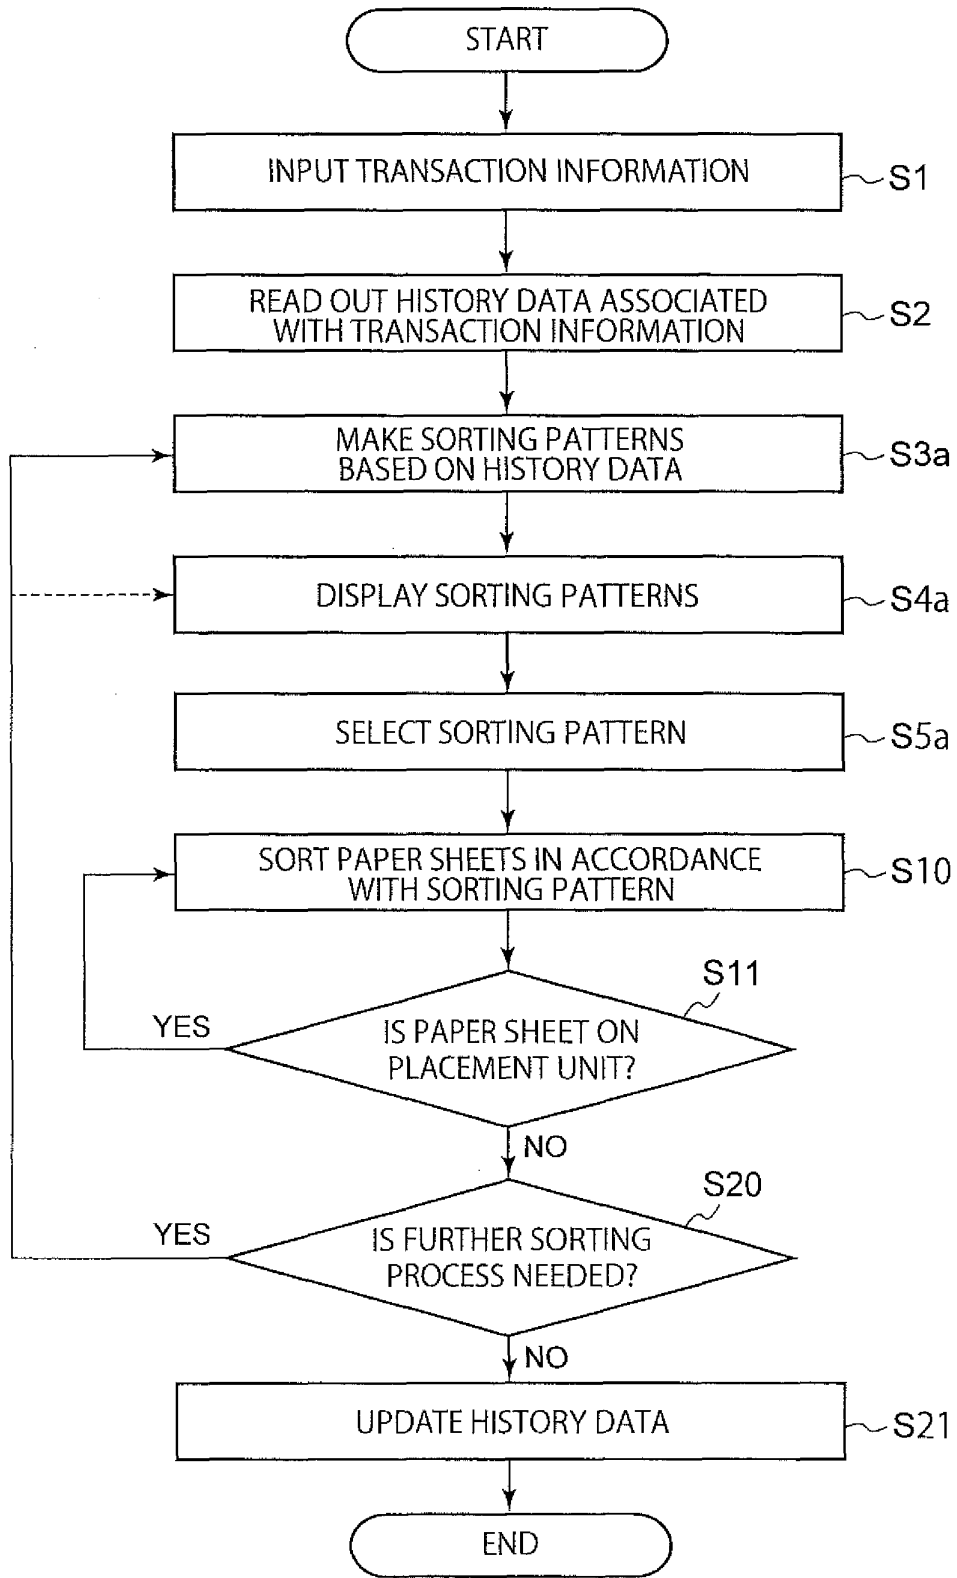 START
INPUT TRANSACTION INFORMATION
S1
READ OUT HISTORY DATA ASSOCIATED
WITH TRANSACTION INFORMATION
S2
MAKE SORTING PATTERNS
BASED ON HISTORY DATA
S3a
DISPLAY SORTING PATTERNS
S4a
SELECT SORTING PATTERN
S5a
SORT PAPER SHEETS IN ACCORDANCE
WITH SORTING PATTERN
S10
S11
IS PAPER SHEET ON
PLACEMENT UNIT?
YES
NO
S20
IS FURTHER SORTING
PROCESS NEEDED?
YES
NO
UPDATE HISTORY DATA
S21
END